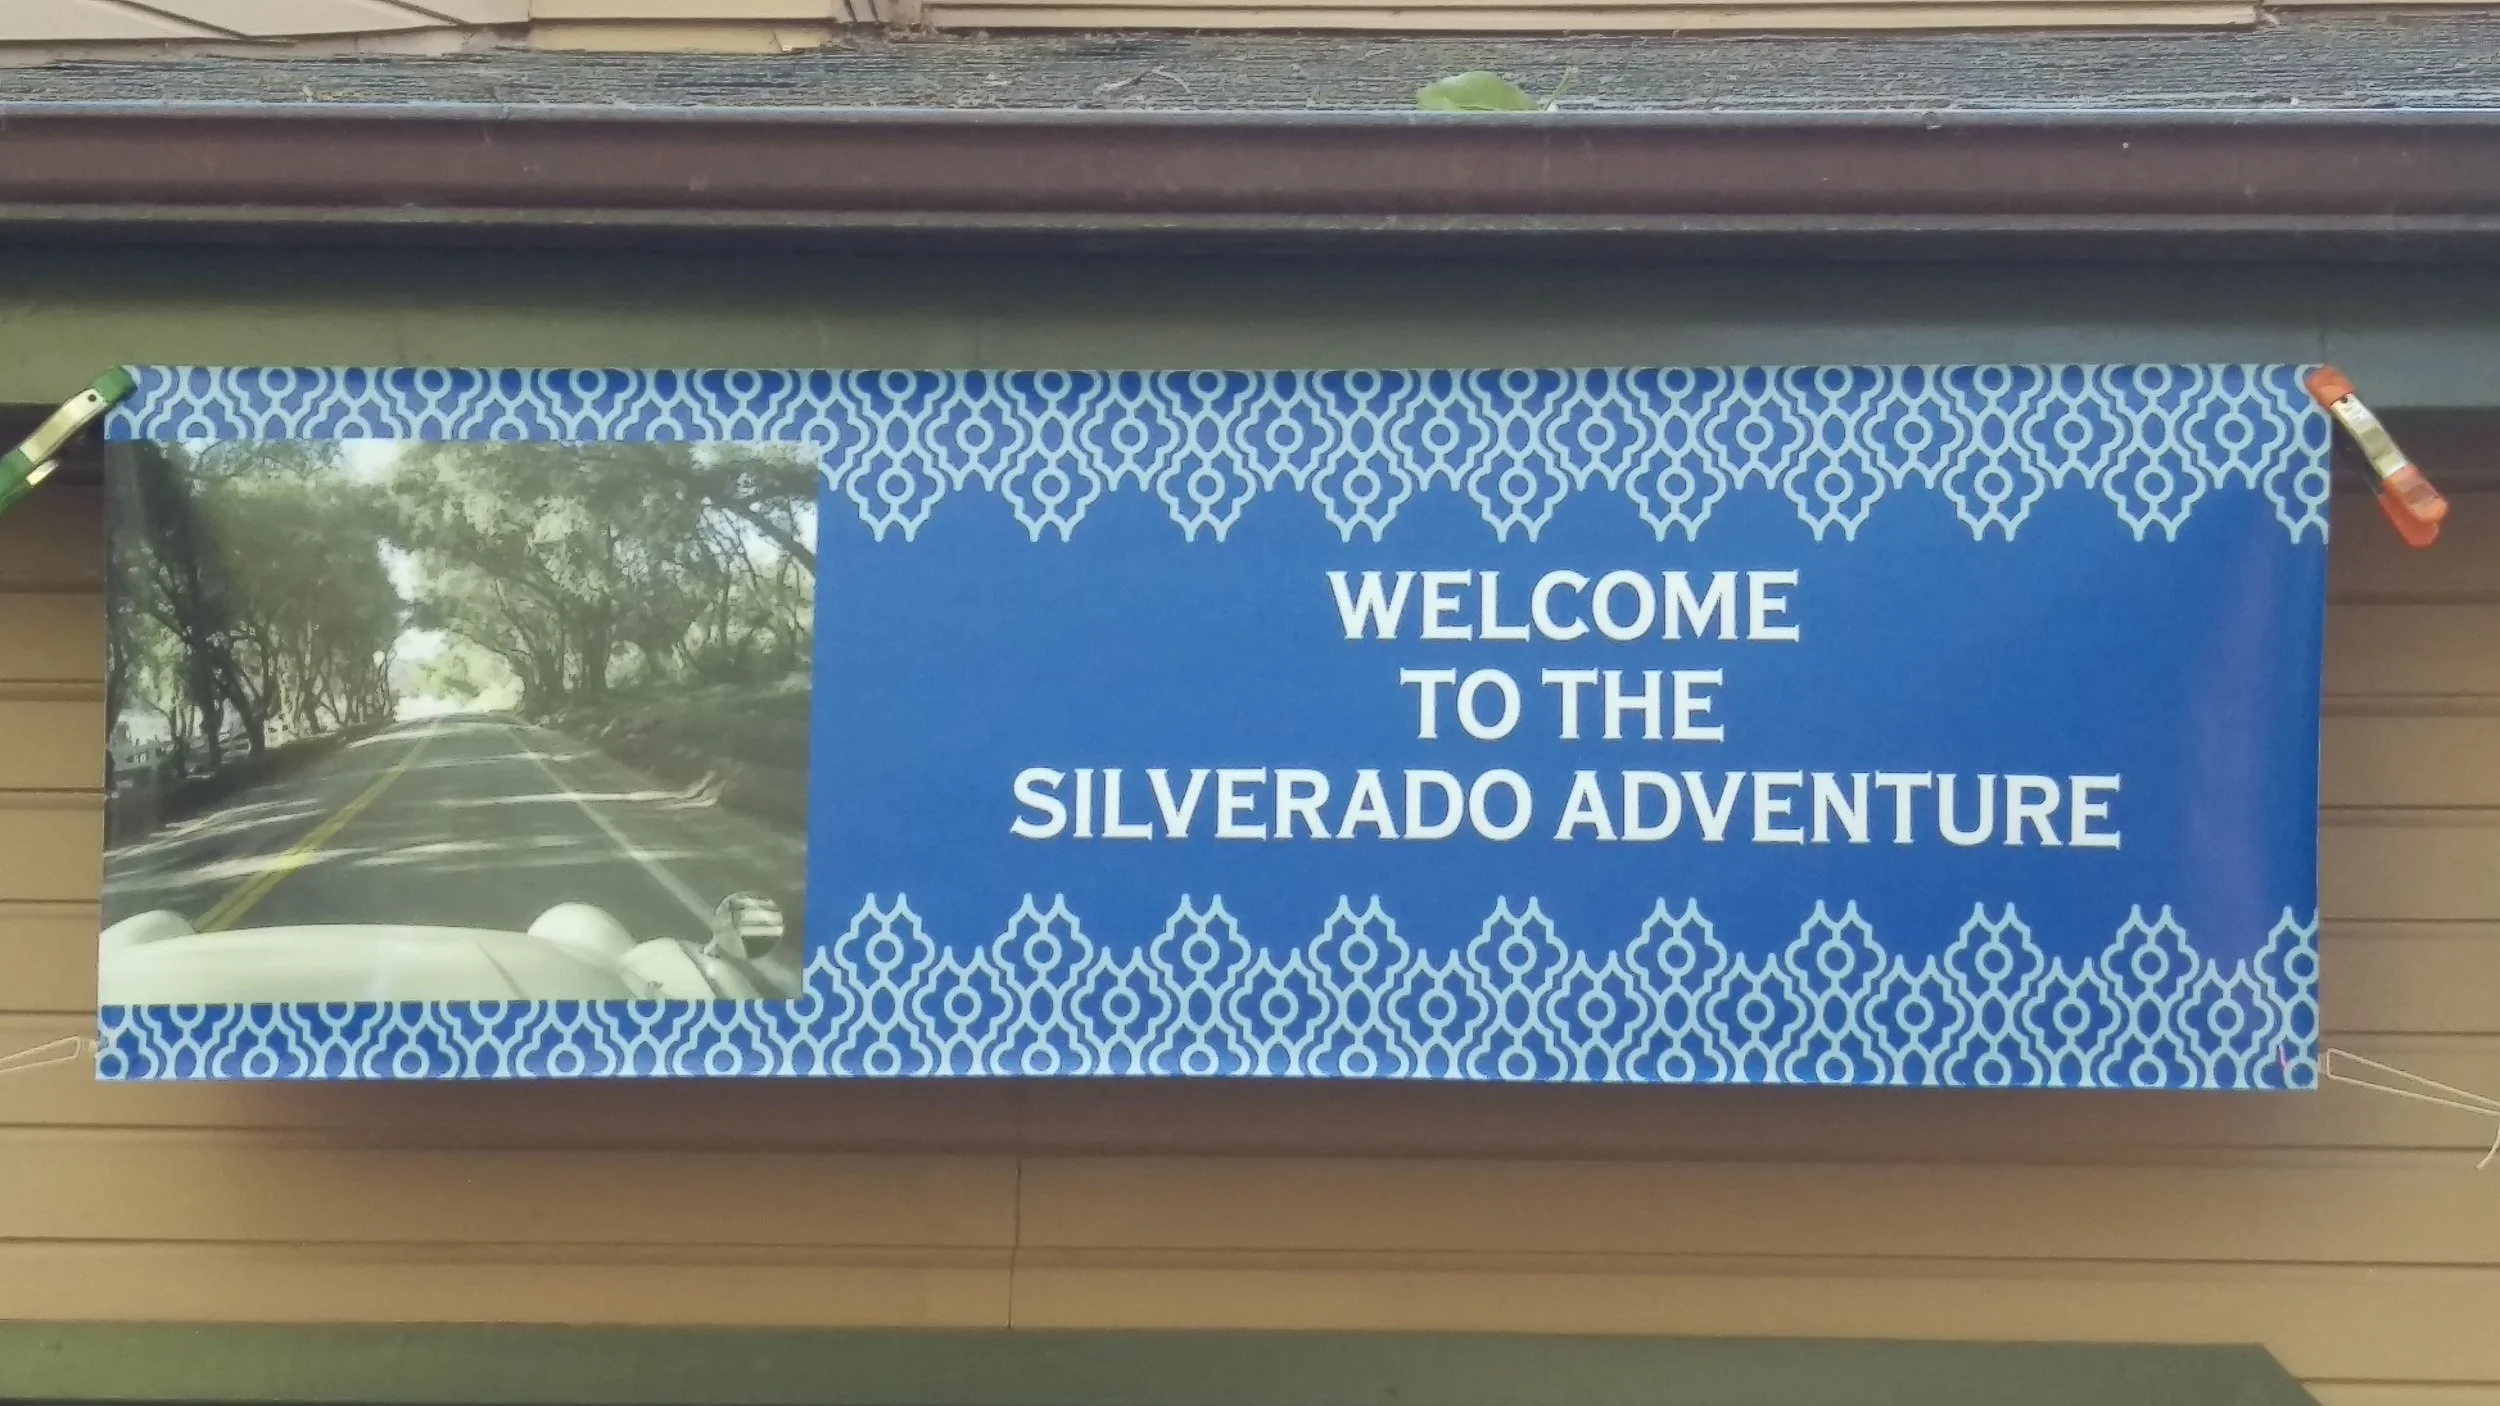 WELCOME
TO THE
SILVERADO ADVENTURE